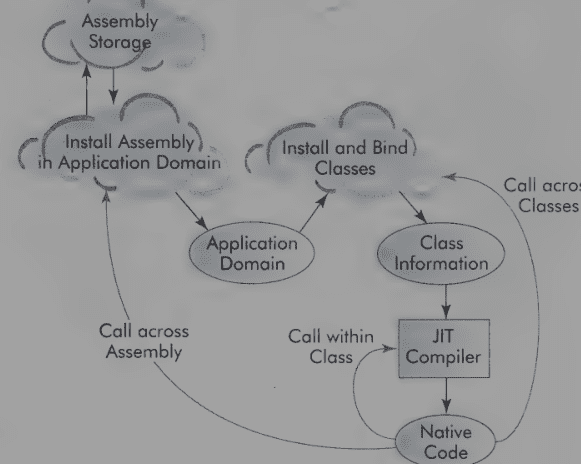 Assembly
Storage
Install Assembly
in Application Domain
Install and Bind
Classes
Call across
Classes
Application
Domain
Class
Information
Call across
Assembly
Call within
Class
JIT
Compiler
Native
Code